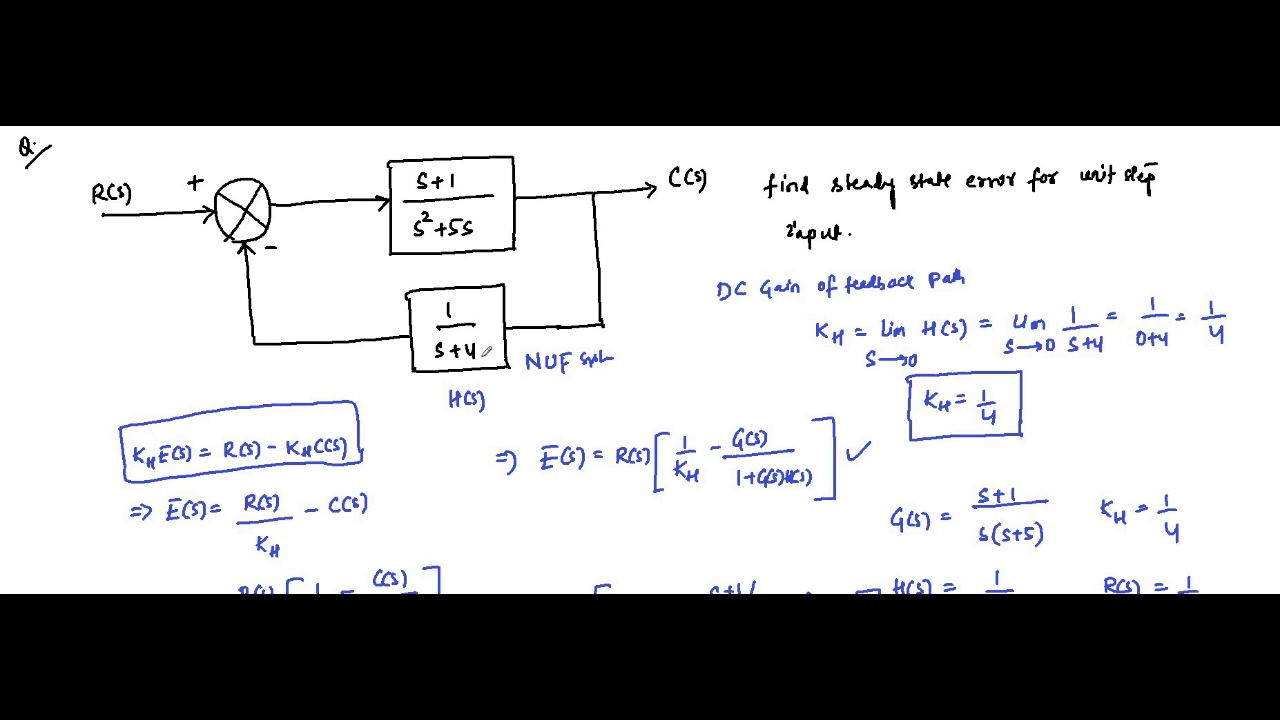 Q:
R(s)
+
-
S+1
S²+5S
C(S)
1
S+4
H(S)
NUF
find steady state error for unit step
input.
DC Gain of feedback Path
K_H = lim S→0 H(S) = Lim S→0 1/(S+4) = 1/(0+4) = 1/4
K_H = 1/4
K_H E(S) = R(S) - K_H C(S)
=> E(S) = R(S)/K_H - C(S)
=> E(S) = R(S) [ 1/K_H - G(S)/(1+G(S)H(S)) ] ✓
G(S) = (S+1)/(S(S+5))
K_H = 1/4
C(S)
H(S) = 1
R(S) = 1